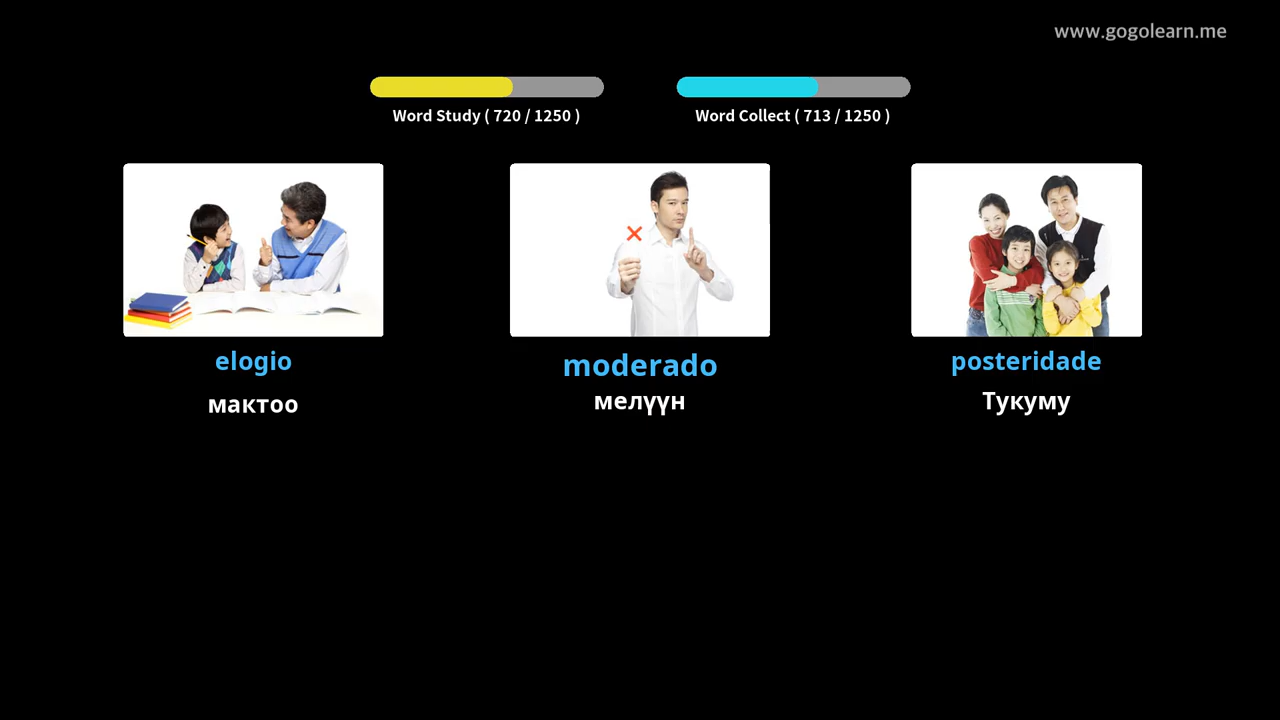 www.gogolearn.me
Word Study ( 720 / 1250 )
Word Collect ( 713 / 1250 )
elogio
мактоо
moderado
мелүүн
posteridade
Тукуму